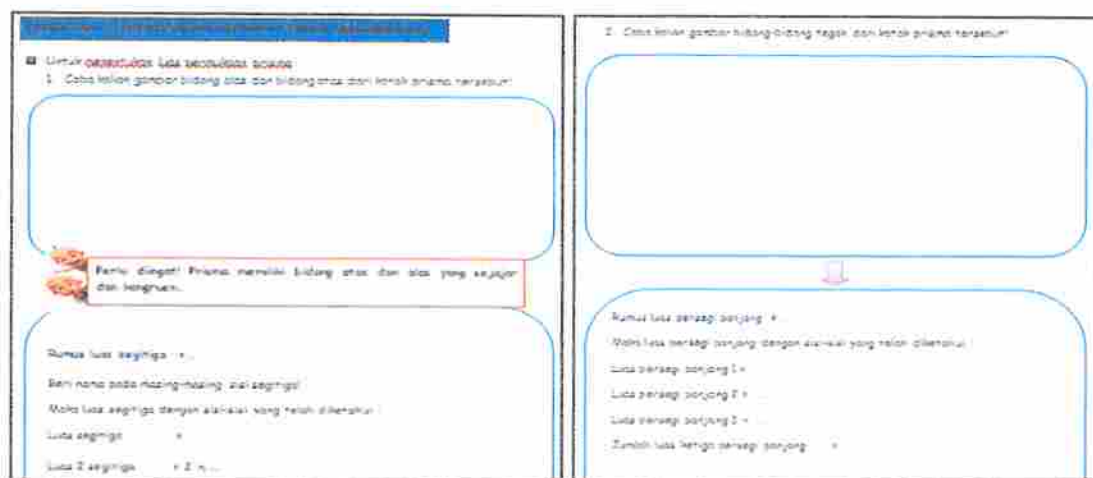 Untuk menentukan luas permukaan prisma
1. Coba kalian gambar bidang atas dan bidang atas dari kotak prisma tersebut!
Perlu diingat! Prisma memiliki bidang atas dan alas yang sejajar
dan kongruen.
Rumus luas segitiga = ...
Beri nama pada masing-masing sisi segitiga!
Maka luas segitiga dengan sisi-sisi yang telah diketahui :
Luas segitiga =
Luas 2 segitiga = 2 x ...
2. Coba kalian gambar bidang-bidang tegak dari kotak prisma tersebut!
Rumus luas persegi panjang = ...
Maka luas persegi panjang dengan sisi-sisi yang telah diketahui :
Luas persegi panjang 1 =
Luas persegi panjang 2 = ...
Luas persegi panjang 3 = ...
Jumlah luas ketiga persegi panjang =